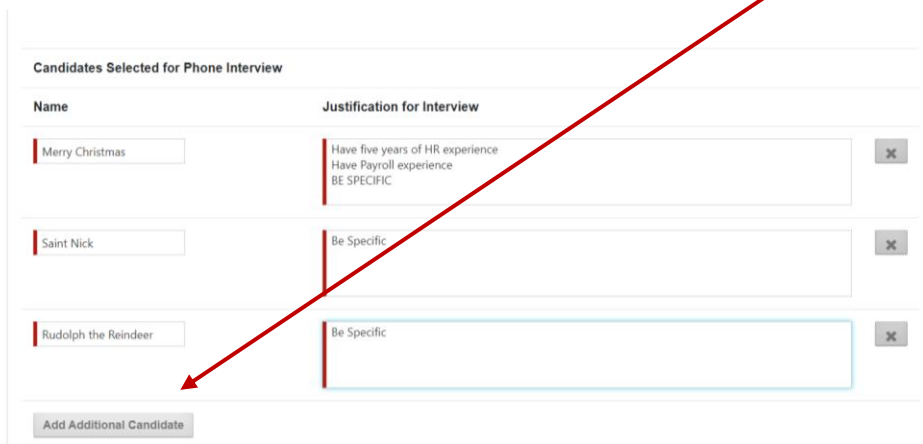 Candidates Selected for Phone Interview
Name Justification for Interview
Merry Christmas
Have five years of HR experience
Have Payroll experience
BE SPECIFIC
Saint Nick
Be Specific
Rudolph the Reindeer
Be Specific
Add Additional Candidate